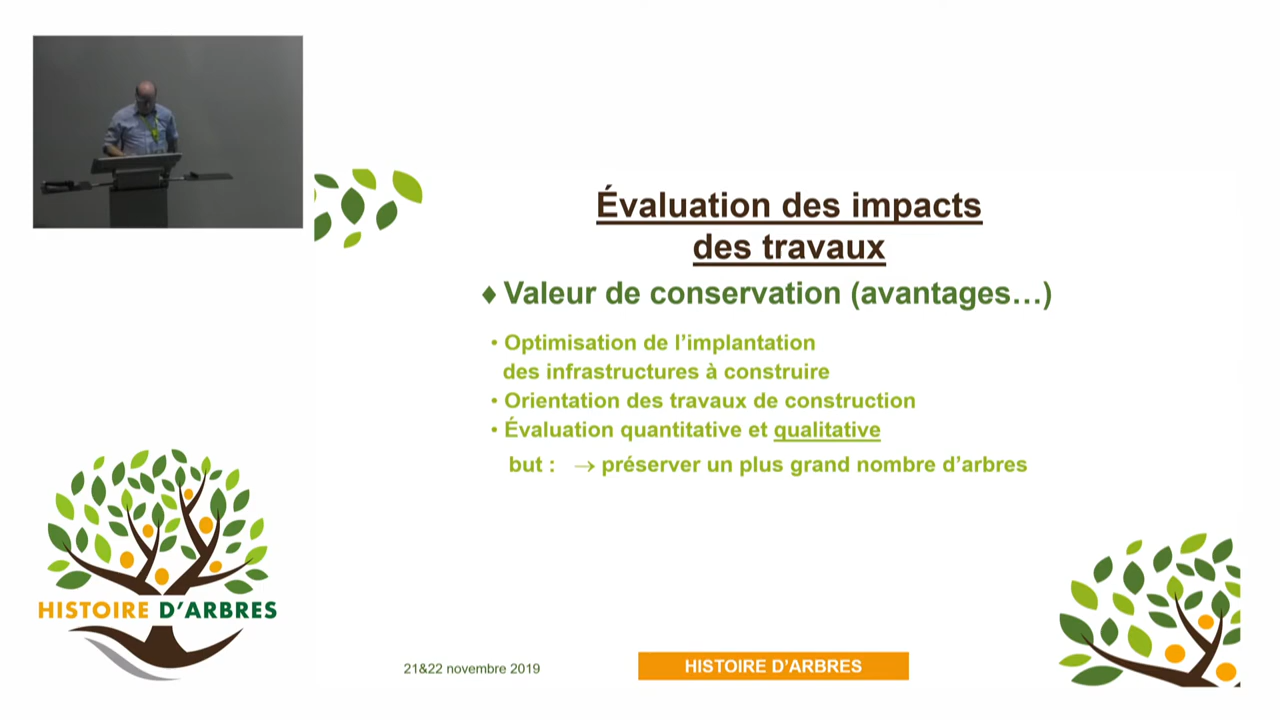 Évaluation des impacts
des travaux
♦ Valeur de conservation (avantages…)
• Optimisation de l’implantation
des infrastructures à construire
• Orientation des travaux de construction
• Évaluation quantitative et qualitative
but : → préserver un plus grand nombre d’arbres
HISTOIRE D’ARBRES
21&22 novembre 2019
HISTOIRE D’ARBRES